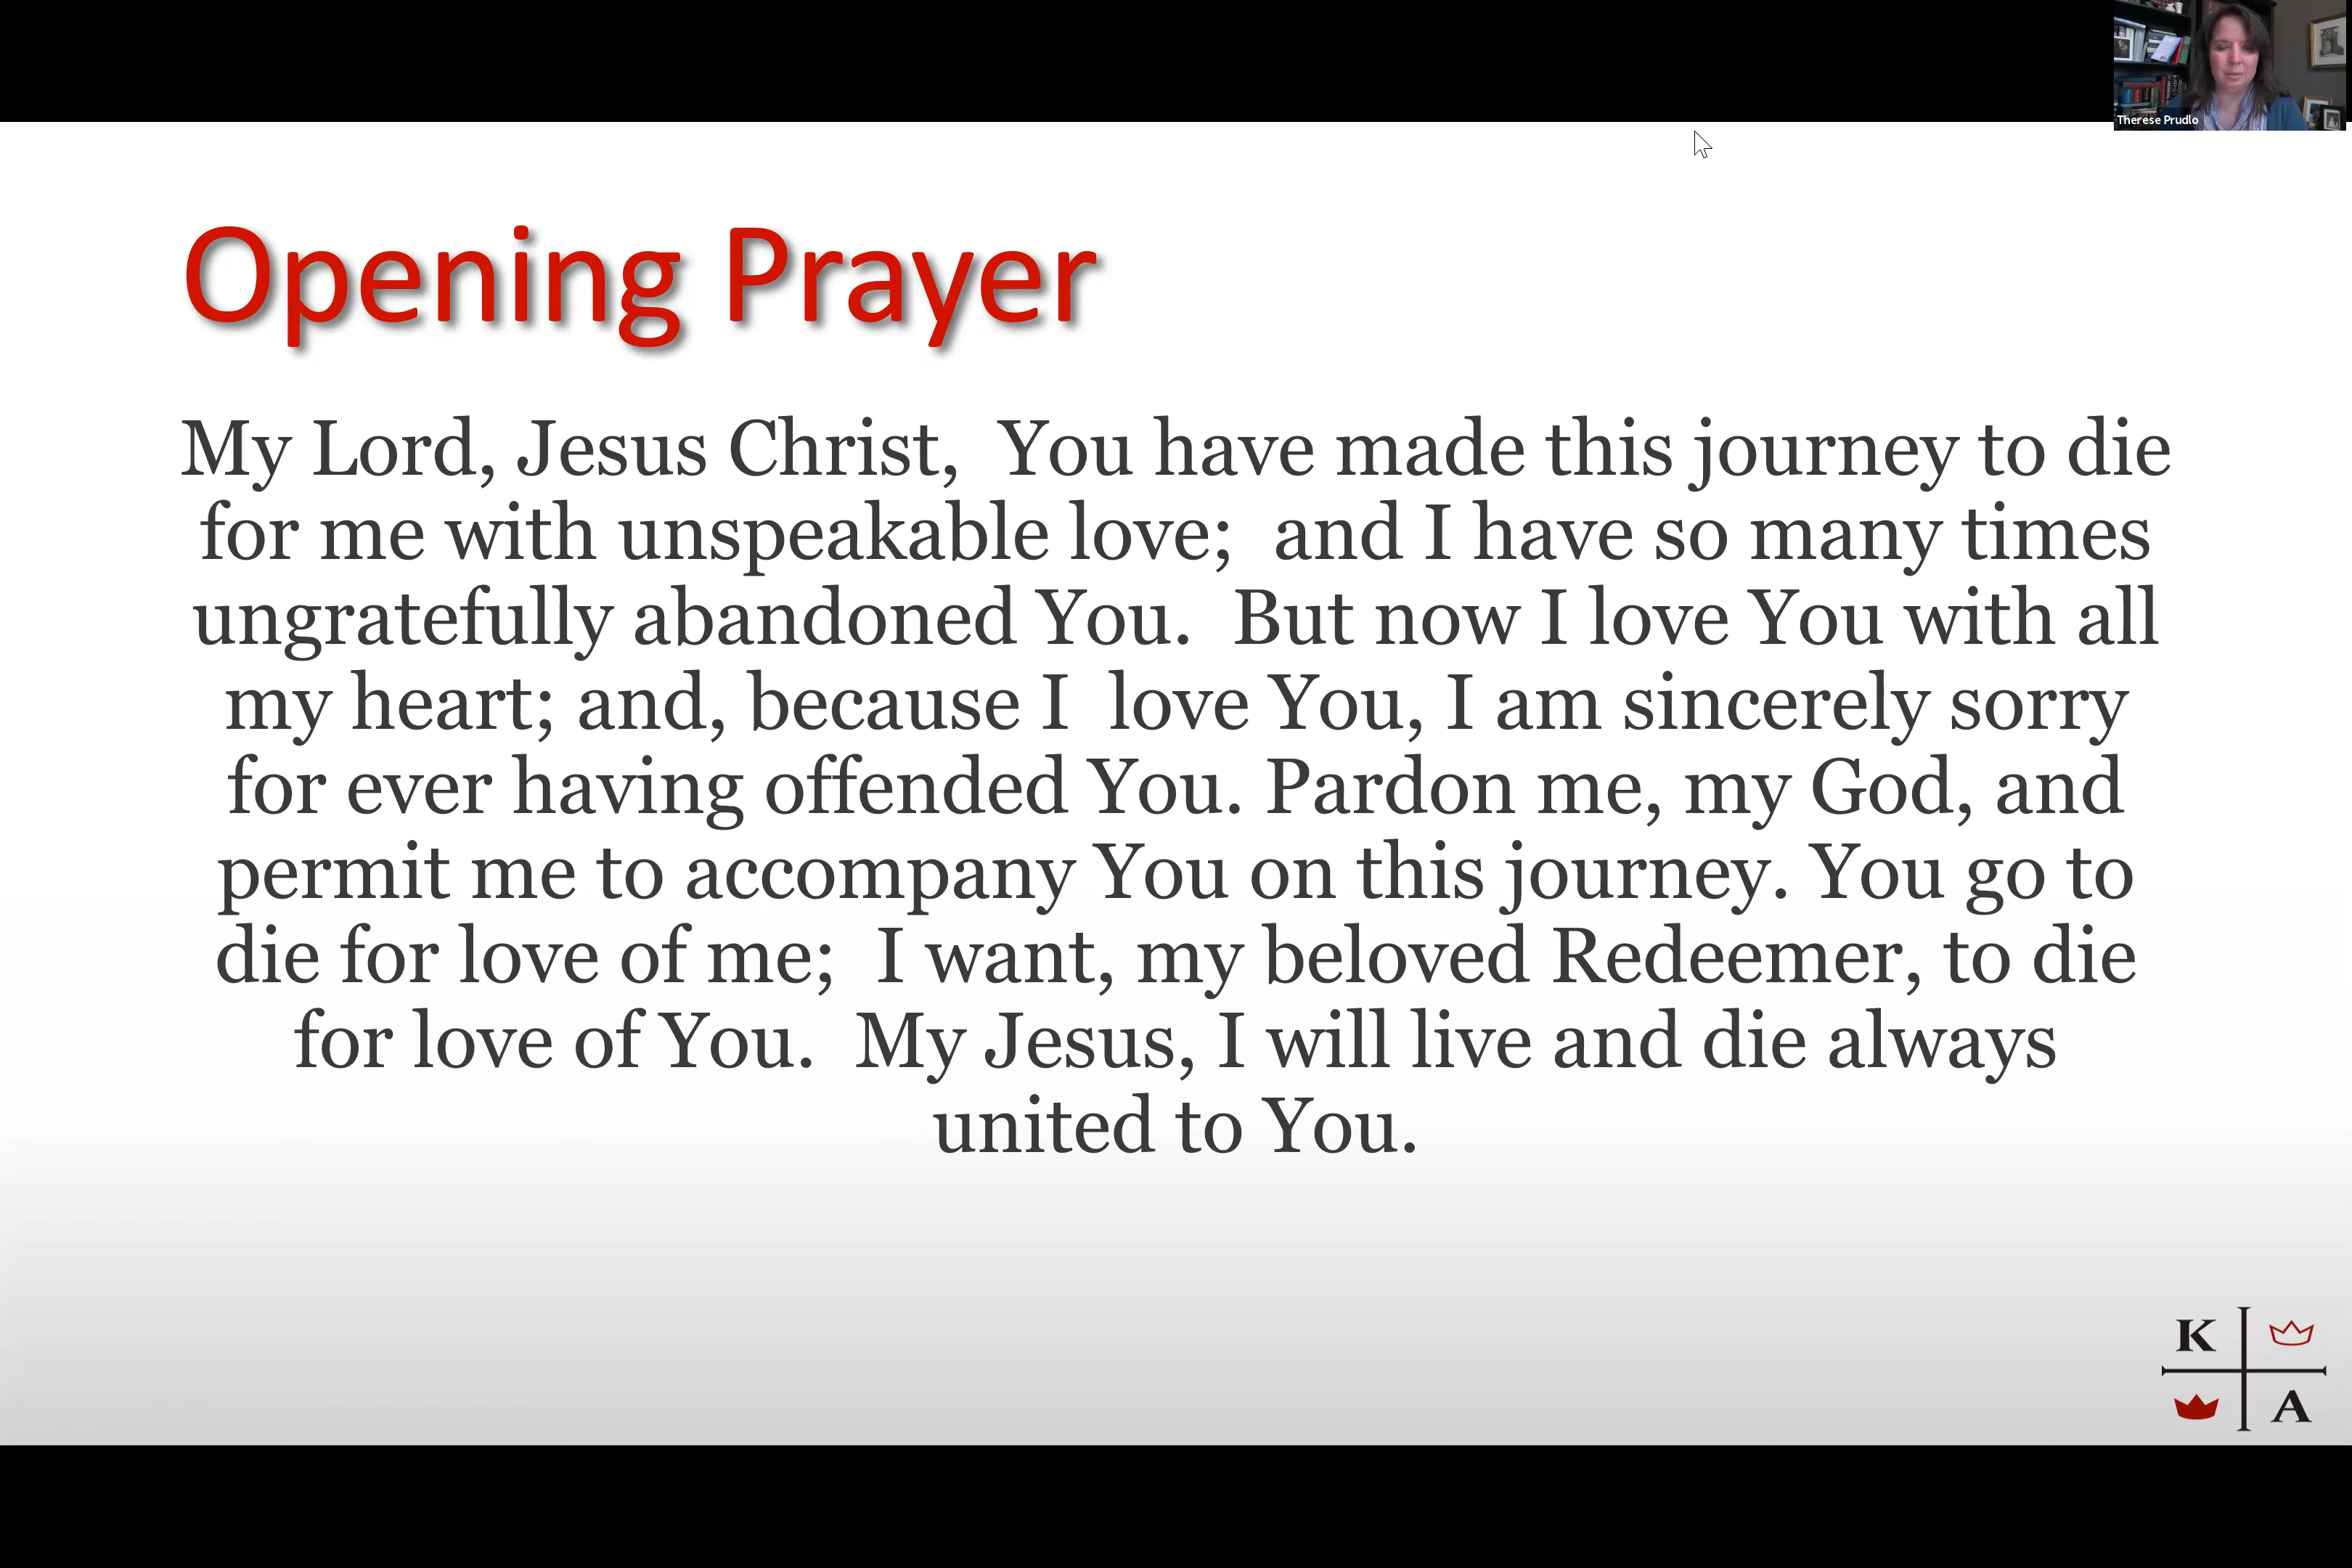 Therese Prudlo
Opening Prayer
My Lord, Jesus Christ,  You have made this journey to die
for me with unspeakable love;  and I have so many times
ungratefully abandoned You.  But now I love You with all
my heart; and, because I  love You, I am sincerely sorry
for ever having offended You. Pardon me, my God, and
permit me to accompany You on this journey. You go to
die for love of me;  I want, my beloved Redeemer, to die
for love of You.  My Jesus, I will live and die always
united to You.
K
A